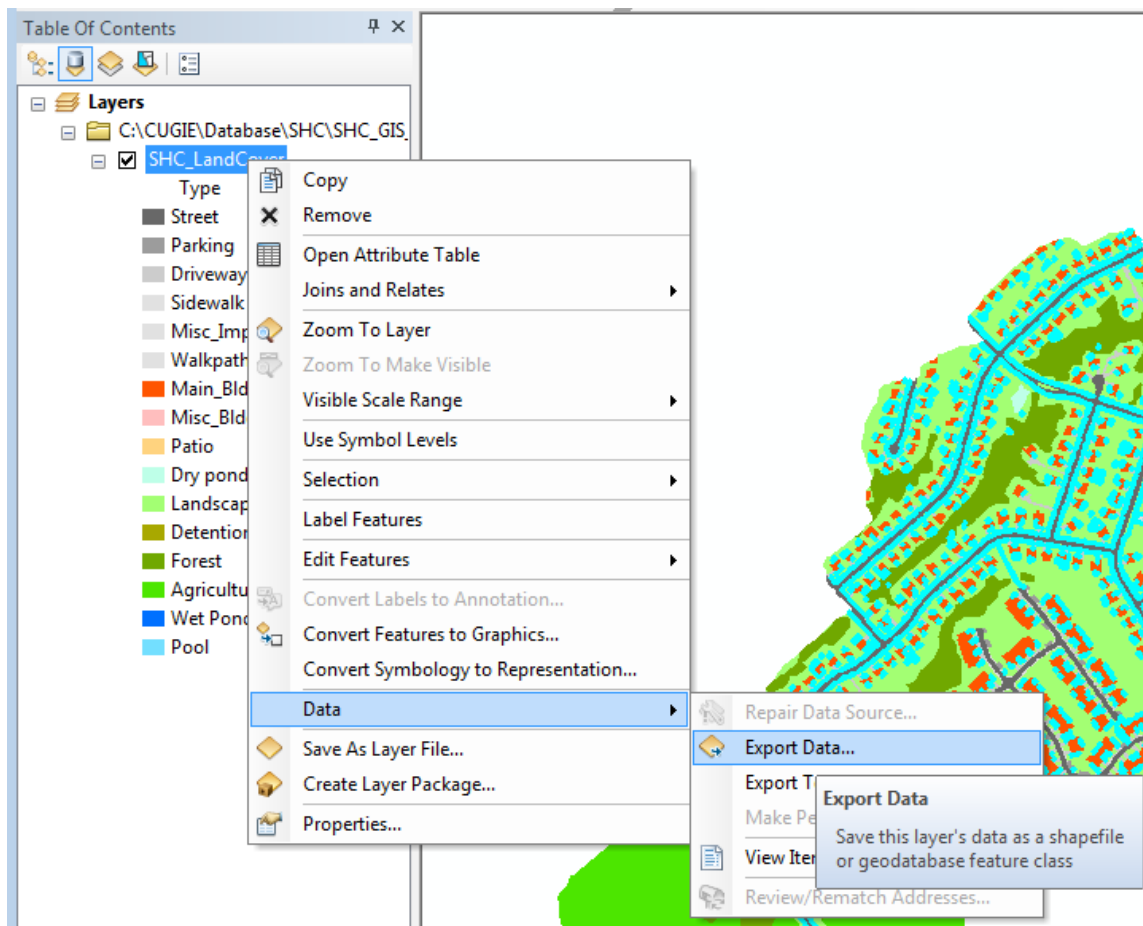 Table Of Contents
Layers
C:\CUGIE\Database\SHC\SHC_GIS_
SHC_LandCover
Type
Street
Parking
Driveway
Sidewalk
Misc_Imp
Walkpath
Main_Bld
Misc_Bld
Patio
Dry pond
Landscap
Detention
Forest
Agricultu
Wet Pond
Pool
Copy
Remove
Open Attribute Table
Joins and Relates
Zoom To Layer
Zoom To Make Visible
Visible Scale Range
Use Symbol Levels
Selection
Label Features
Edit Features
Convert Labels to Annotation...
Convert Features to Graphics...
Convert Symbology to Representation...
Data
Save As Layer File...
Create Layer Package...
Properties...
Repair Data Source...
Export Data...
Export T
Make Pe
View Iter
Review/Rematch Addresses...
Export Data
Save this layer's data as a shapefile
or geodatabase feature class